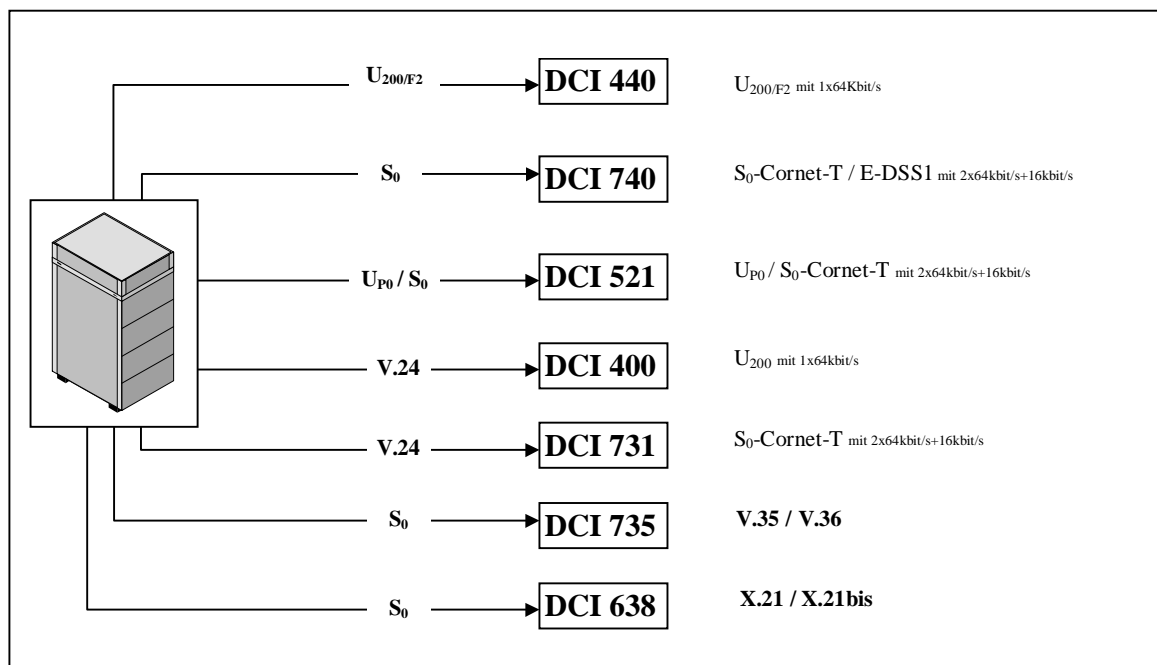 U200/F2 DCI 440 U200/F2 mit 1x64Kbit/s
S0 DCI 740 S0-Cornet-T / E-DSS1 mit 2x64kbit/s+16kbit/s
UP0 / S0 DCI 521 UP0 / S0-Cornet-T mit 2x64kbit/s+16kbit/s
V.24 DCI 400 U200 mit 1x64kbit/s
V.24 DCI 731 S0-Cornet-T mit 2x64kbit/s+16kbit/s
S0 DCI 735 V.35 / V.36
S0 DCI 638 X.21 / X.21bis